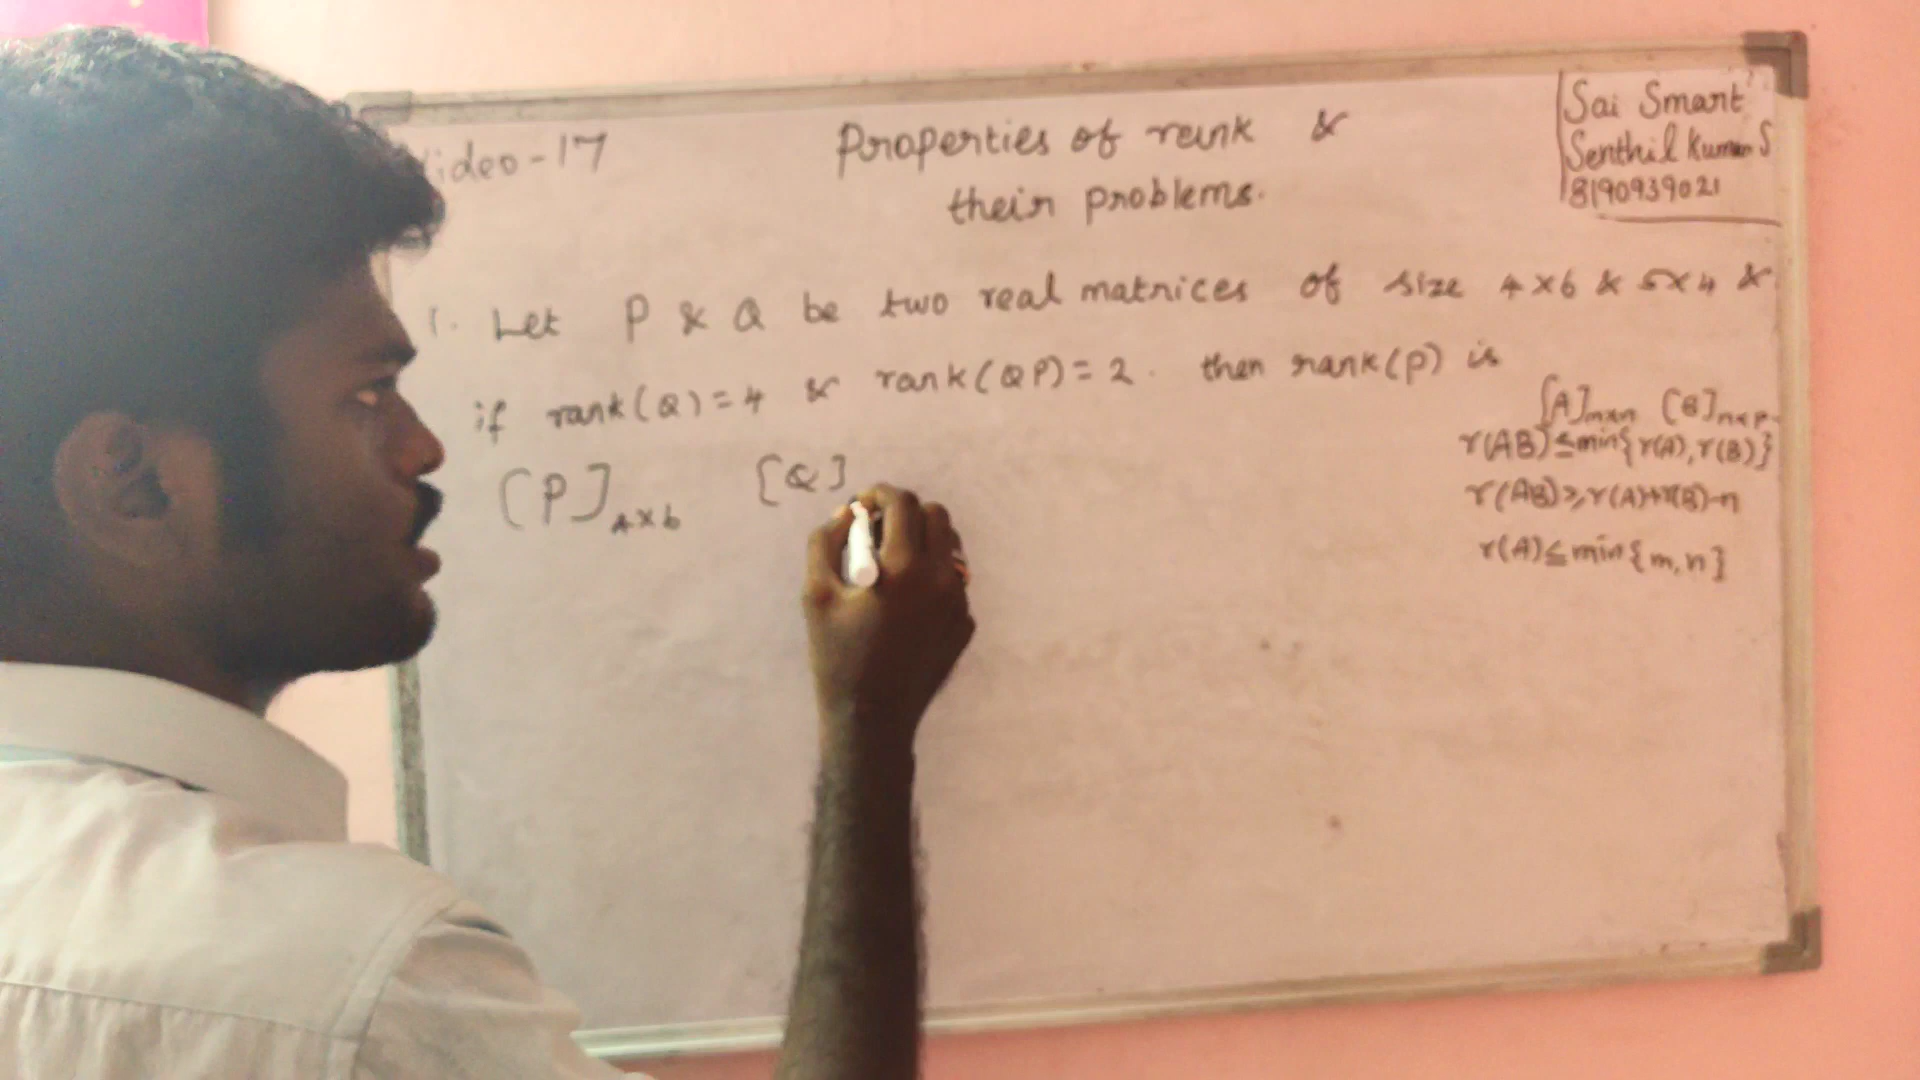 Video-17
Properties of rank &
their problems.
Sai Smart
Senthil Kumar S
8190939021
1. Let P & Q be two real matrices of size 4×6 & 5×4 &
if rank(Q)=4 & rank(QP)=2. then rank(P) is
[A]m×n [B]n×p.
r(AB)≤min{r(A),r(B)}
r(AB)≥r(A)+r(B)-n
r(A)≤min{m,n}
[P]4×6 [Q]